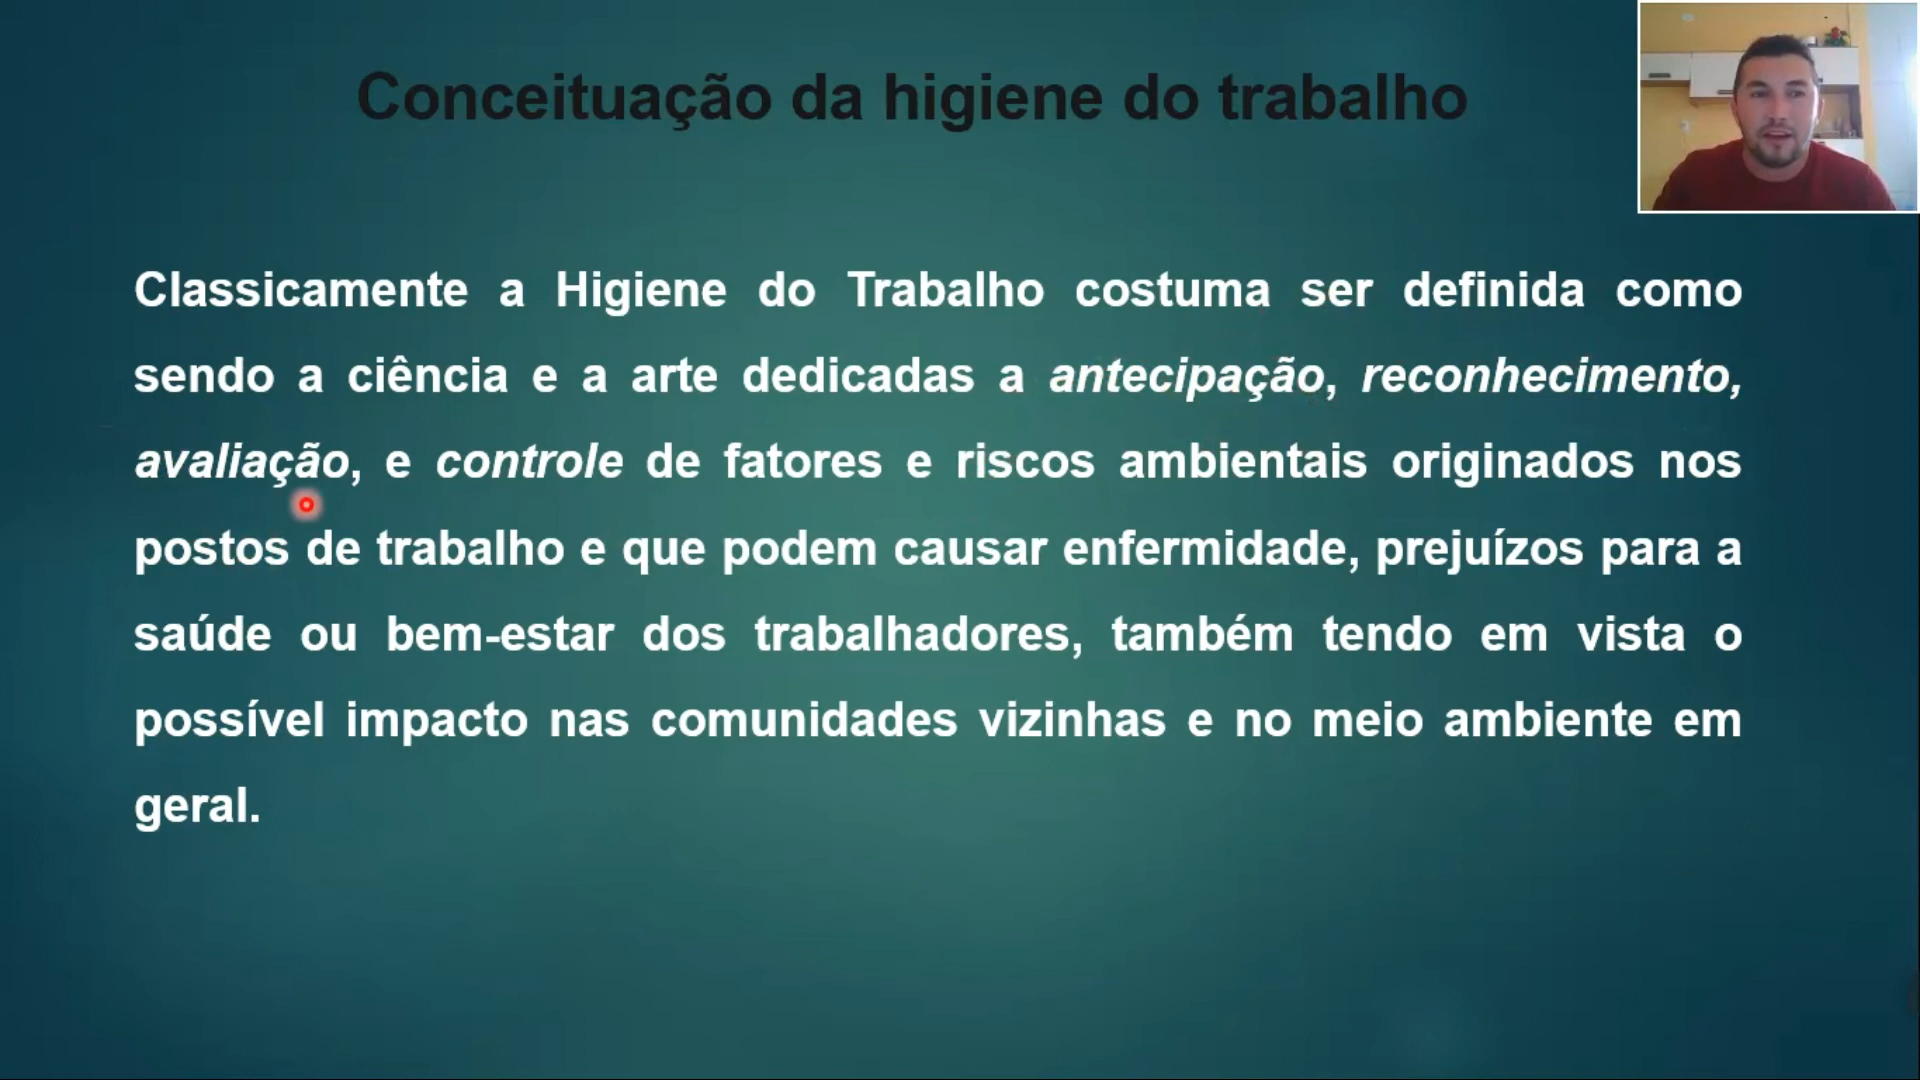 Conceituação da higiene do trabalho
Classicamente a Higiene do Trabalho costuma ser definida como
sendo a ciência e a arte dedicadas a antecipação, reconhecimento,
avaliação, e controle de fatores e riscos ambientais originados nos
postos de trabalho e que podem causar enfermidade, prejuízos para a
saúde ou bem-estar dos trabalhadores, também tendo em vista o
possível impacto nas comunidades vizinhas e no meio ambiente em
geral.